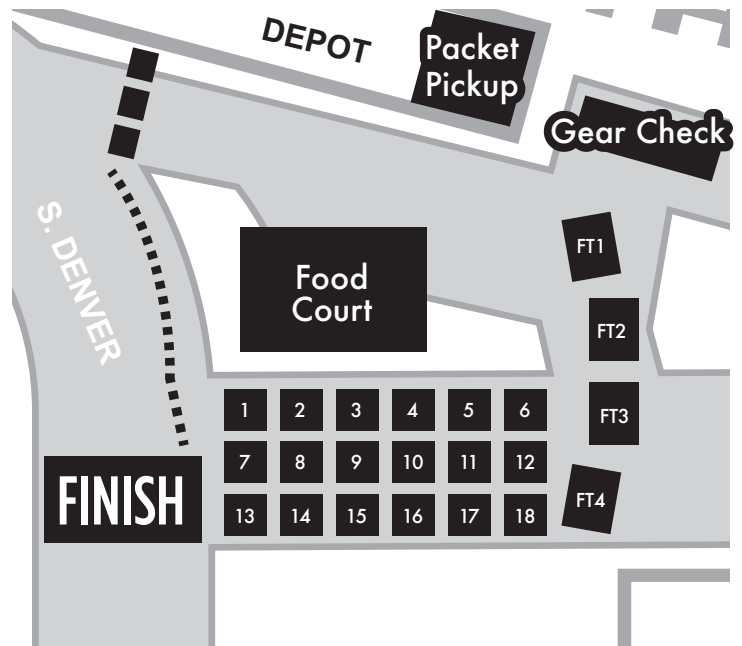 DEPOT
Packet
Pickup
Gear Check
S. DENVER
FT1
Food
Court
FT2
1 2 3 4 5 6
FT3
7 8 9 10 11 12
FINISH
FT4
13 14 15 16 17 18